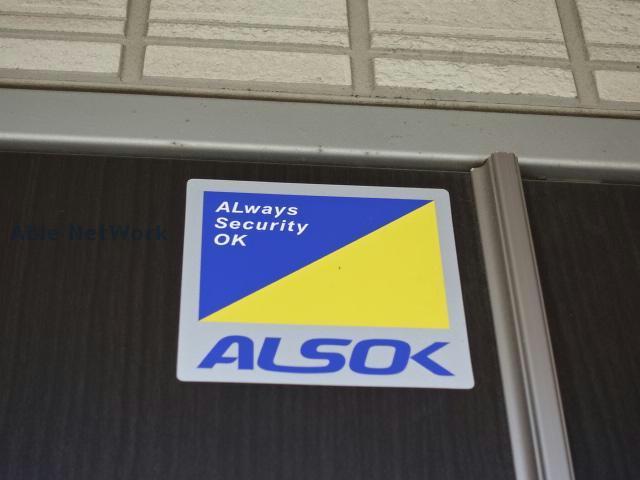 ALways
Security
OK
Able NetWork
ALSOK